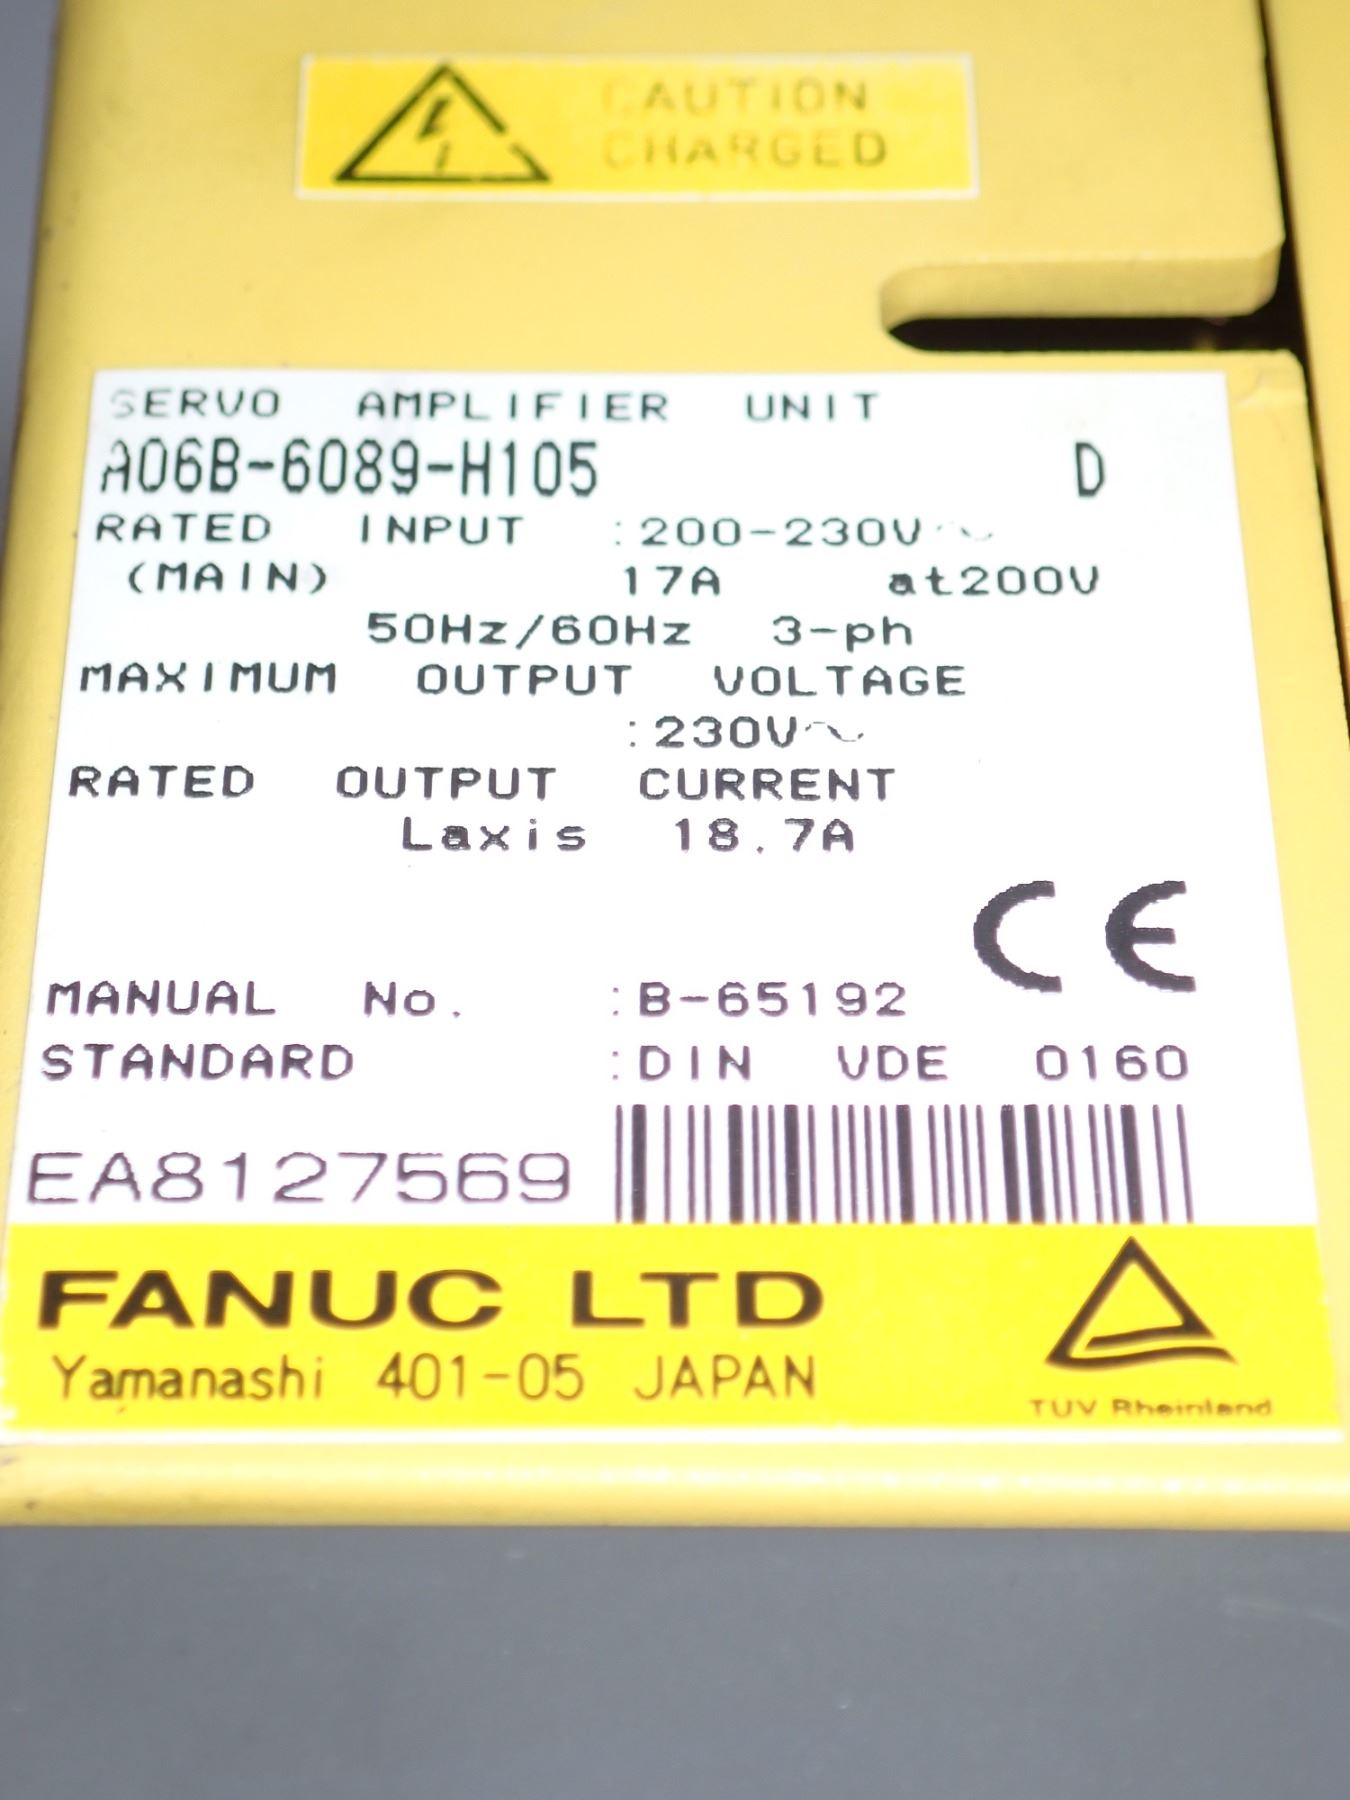 CAUTION
CHARGED
SERVO AMPLIFIER UNIT
A06B-6089-H105 D
RATED INPUT :200-230V~
(MAIN) 17A at200V
50Hz/60Hz 3-ph
MAXIMUM OUTPUT VOLTAGE
:230V~
RATED OUTPUT CURRENT
Laxis 18.7A
CE
MANUAL No. :B-65192
STANDARD :DIN VDE 0160
EA8127569
FANUC LTD
Yamanashi 401-05 JAPAN
TUV Rheinland